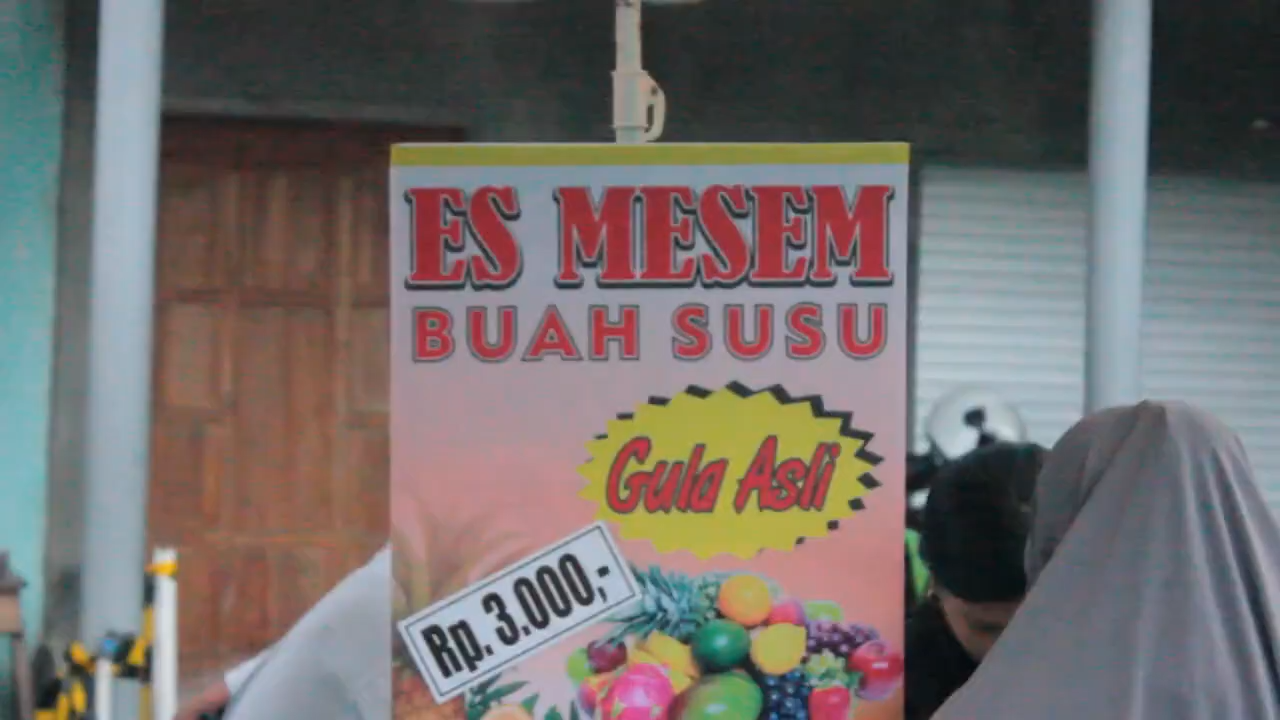 ES MESEM
BUAH SUSU
Gula Asli
Rp. 3.000,-